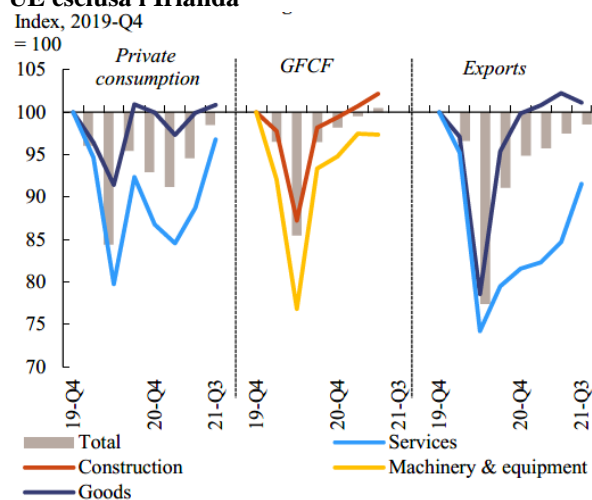 UE esclusa l'Irlanda
Index, 2019-Q4
= 100
Private
consumption
GFCF
Exports
105
100
95
90
85
80
75
70
19-Q4
20-Q4
21-Q3
19-Q4
20-Q4
21-Q3
19-Q4
20-Q4
21-Q3
Total
Services
Construction
Machinery & equipment
Goods